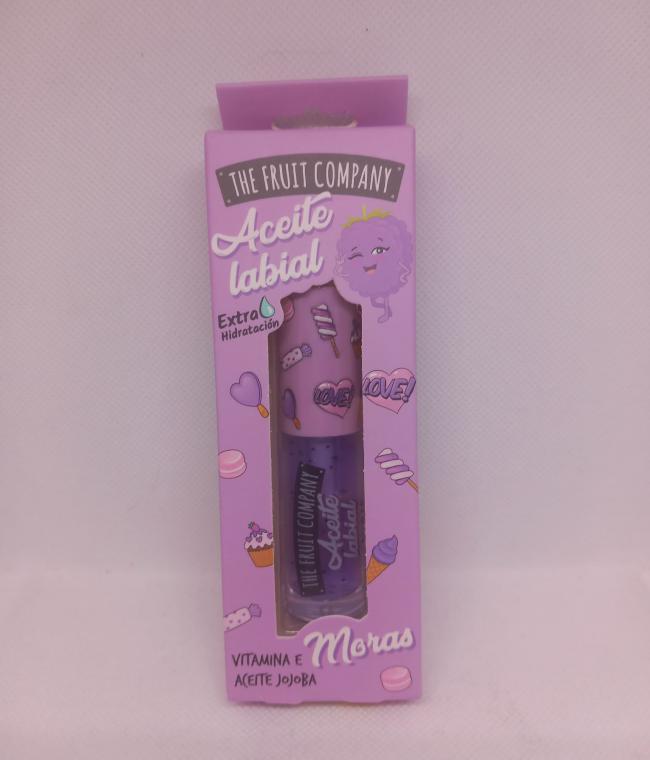 THE FRUIT COMPANY
Aceite
labial
Extra
Hidratación
LOVE!
LOVE!
THE FRUIT COMPANY
Aceite
labial
Moras
VITAMINA E
ACEITE JOJOBA